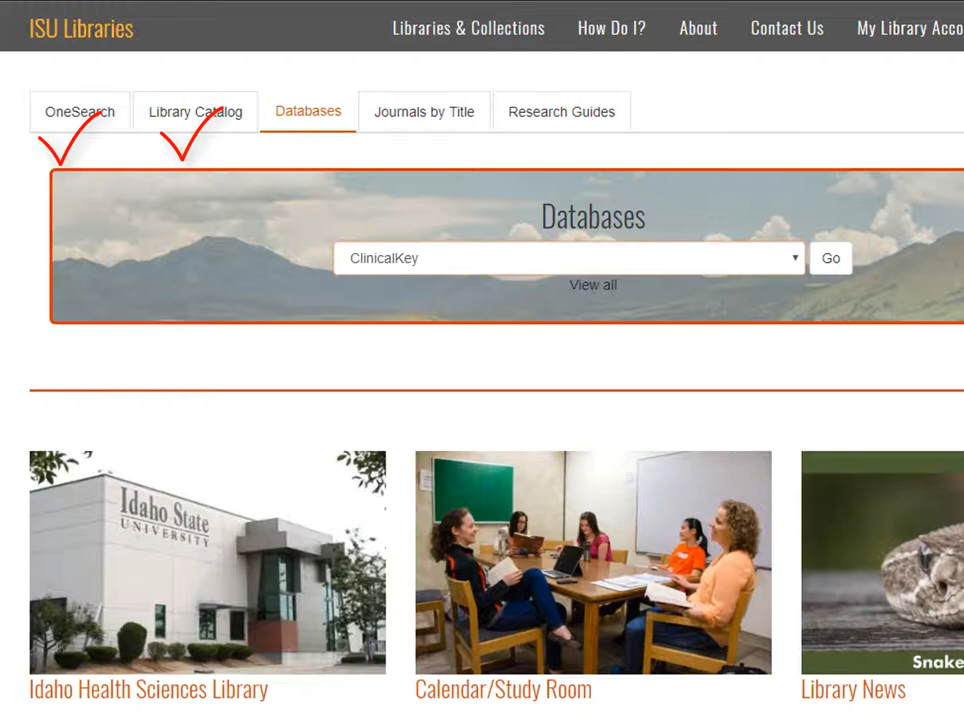 ISU Libraries
Libraries & Collections How Do I? About Contact Us My Library Acco
OneSearch Library Catalog Databases Journals by Title Research Guides
Databases
ClinicalKey Go
View all
Idaho State
UNIVERSITY
Snake
Idaho Health Sciences Library Calendar/Study Room Library News